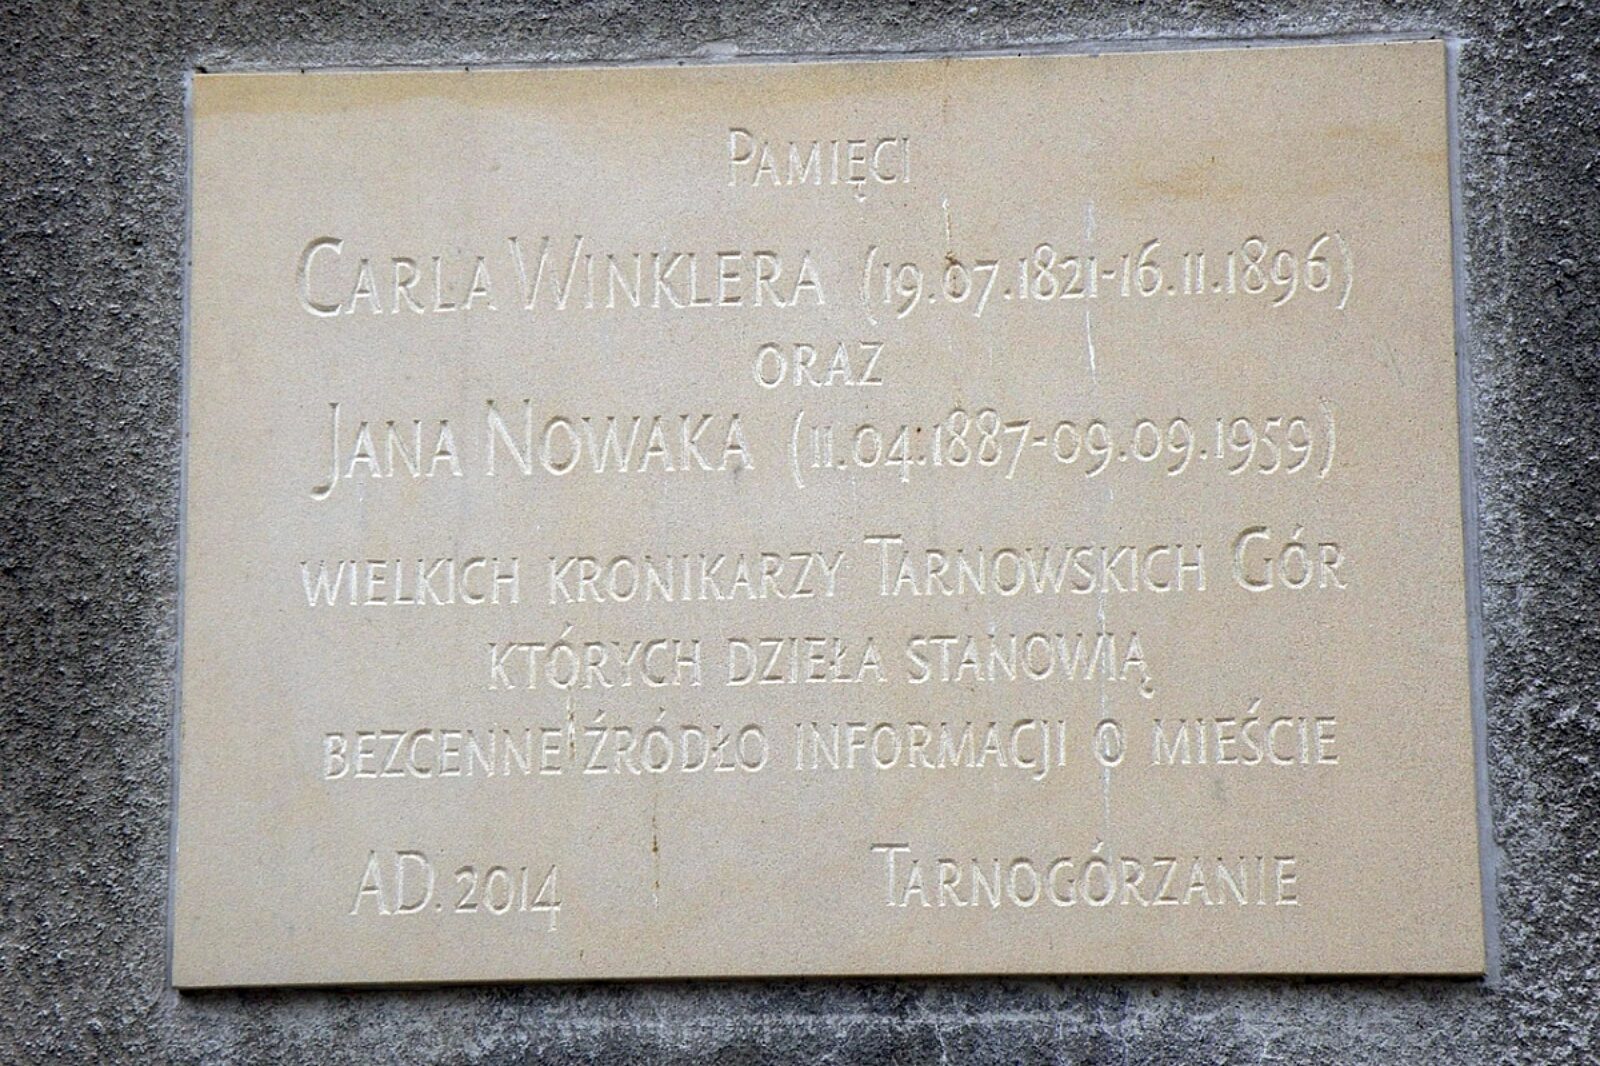 PAMIĘCI
CARLA WINKLERA (19.07.1821-16.11.1896)
ORAZ
JANA NOWAKA (11.04.1887-09.09.1959)
WIELKICH KRONIKARZY TARNOWSKICH GÓR
KTÓRYCH DZIEŁA STANOWIĄ
BEZCENNE ŹRÓDŁO INFORMACJI O MIEŚCIE
AD. 2014 TARNOGÓRZANIE